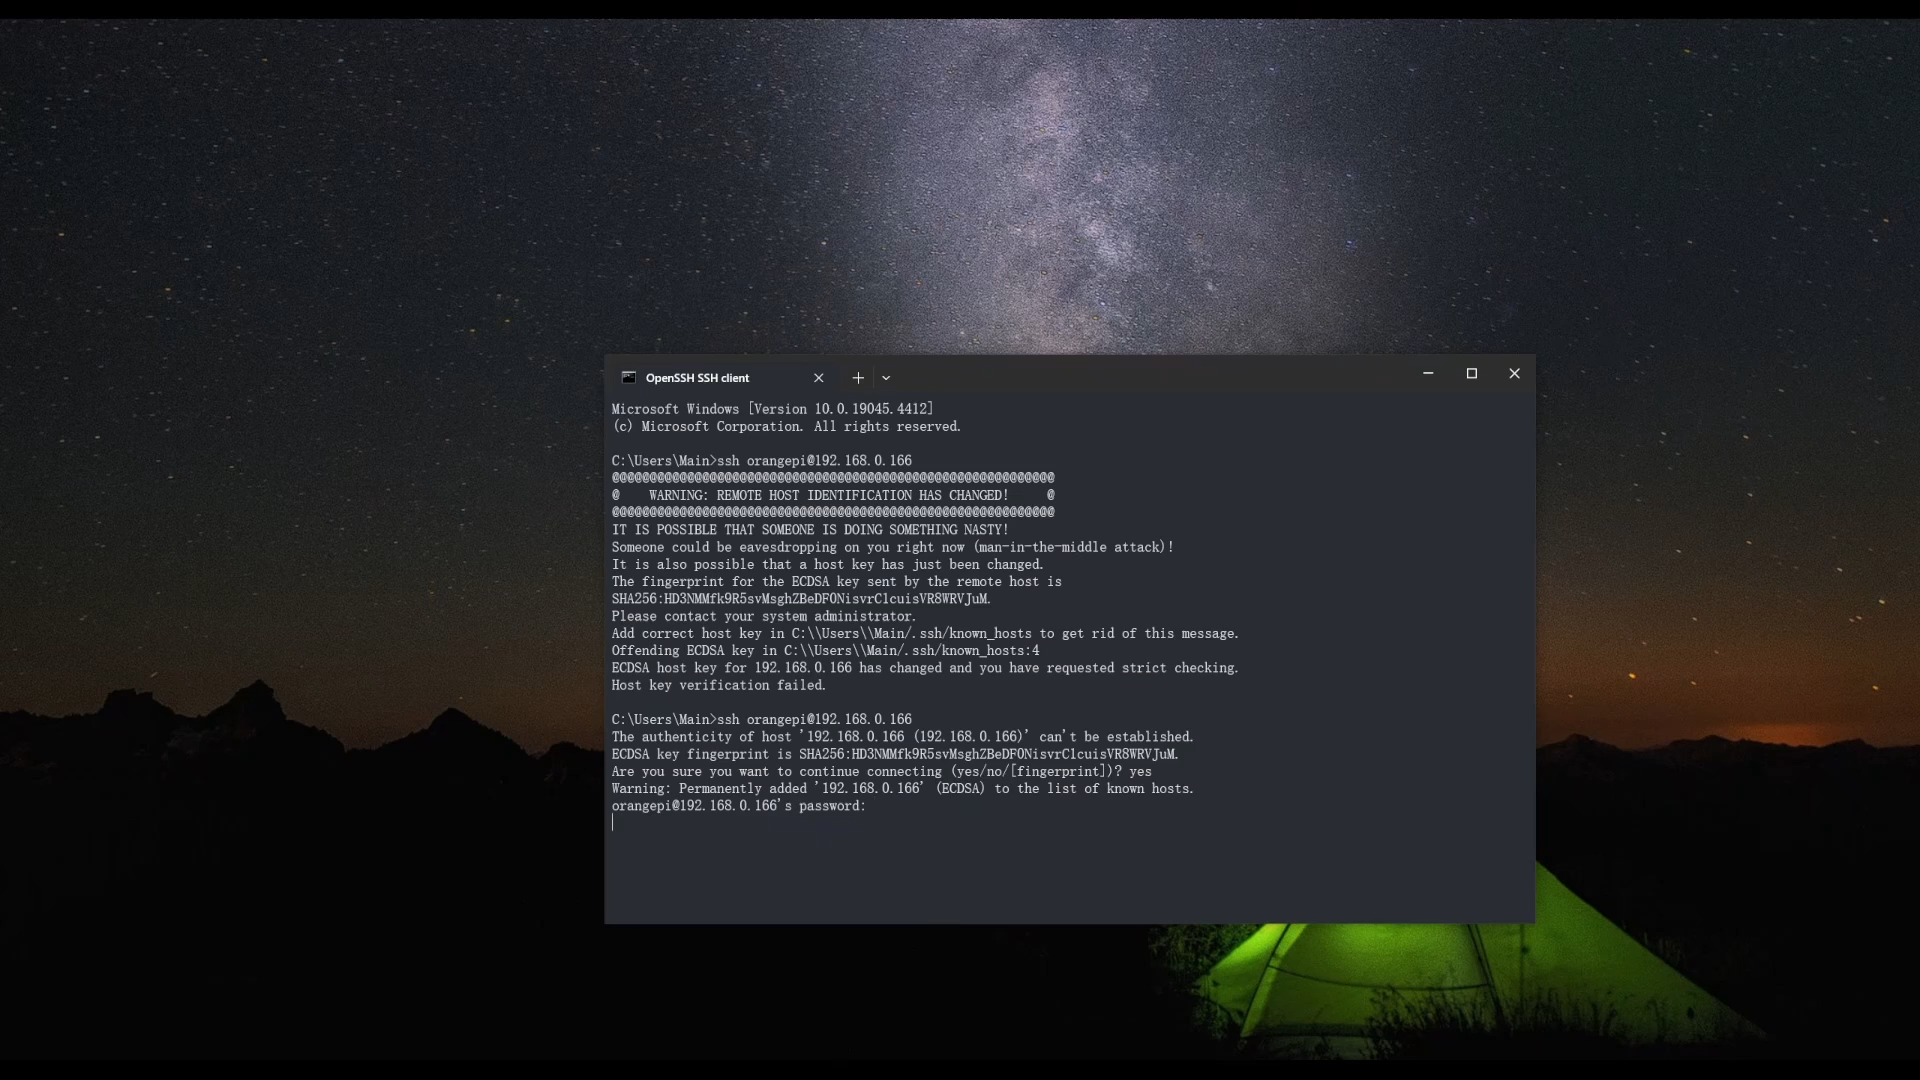 OpenSSH SSH client
Microsoft Windows [Version 10.0.19045.4412]
(c) Microsoft Corporation. All rights reserved.
C:\Users\Main>ssh orangepi@192.168.0.166
@@@@@@@@@@@@@@@@@@@@@@@@@@@@@@@@@@@@@@@@@@@@@@@@@@@@@@@@@@@
@    WARNING: REMOTE HOST IDENTIFICATION HAS CHANGED!     @
@@@@@@@@@@@@@@@@@@@@@@@@@@@@@@@@@@@@@@@@@@@@@@@@@@@@@@@@@@@
IT IS POSSIBLE THAT SOMEONE IS DOING SOMETHING NASTY!
Someone could be eavesdropping on you right now (man-in-the-middle attack)!
It is also possible that a host key has just been changed.
The fingerprint for the ECDSA key sent by the remote host is
SHA256:HD3NMMfk9R5svMsghZBeDFONisvrClcuisVR8WRVJuM.
Please contact your system administrator.
Add correct host key in C:\\Users\\Main/.ssh/known_hosts to get rid of this message.
Offending ECDSA key in C:\\Users\\Main/.ssh/known_hosts:4
ECDSA host key for 192.168.0.166 has changed and you have requested strict checking.
Host key verification failed.
C:\Users\Main>ssh orangepi@192.168.0.166
The authenticity of host '192.168.0.166 (192.168.0.166)' can't be established.
ECDSA key fingerprint is SHA256:HD3NMMfk9R5svMsghZBeDFONisvrClcuisVR8WRVJuM.
Are you sure you want to continue connecting (yes/no/[fingerprint])? yes
Warning: Permanently added '192.168.0.166' (ECDSA) to the list of known hosts.
orangepi@192.168.0.166's password: